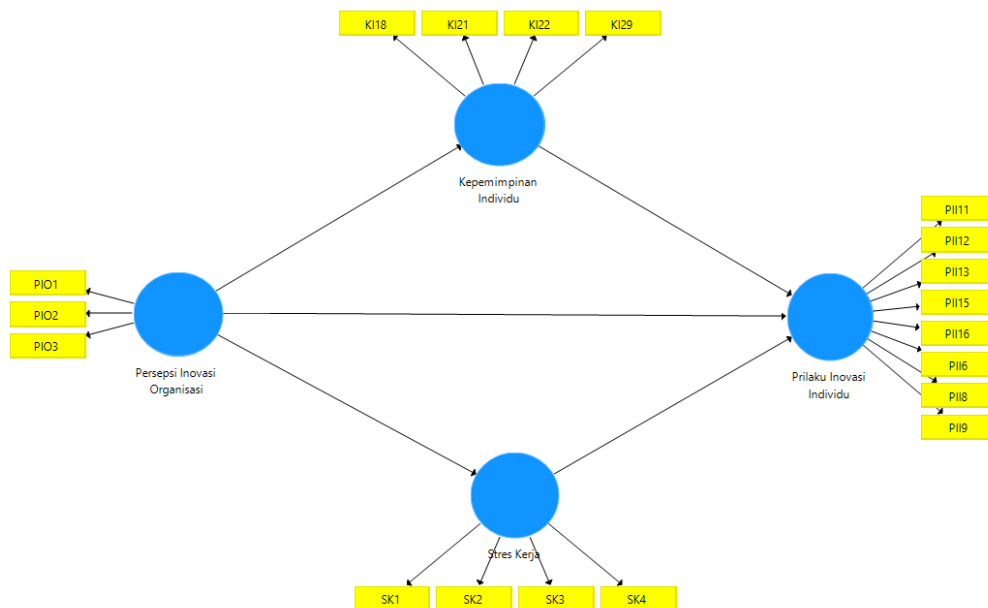 KI18 KI21 KI22 KI29
Kepemimpinan
Individu
PIO1
PIO2
PIO3
Persepsi Inovasi
Organisasi
PII11
PII12
PII13
PII15
PII16
PII6
PII8
PII9
Prilaku Inovasi
Individu
Stres Kerja
SK1 SK2 SK3 SK4